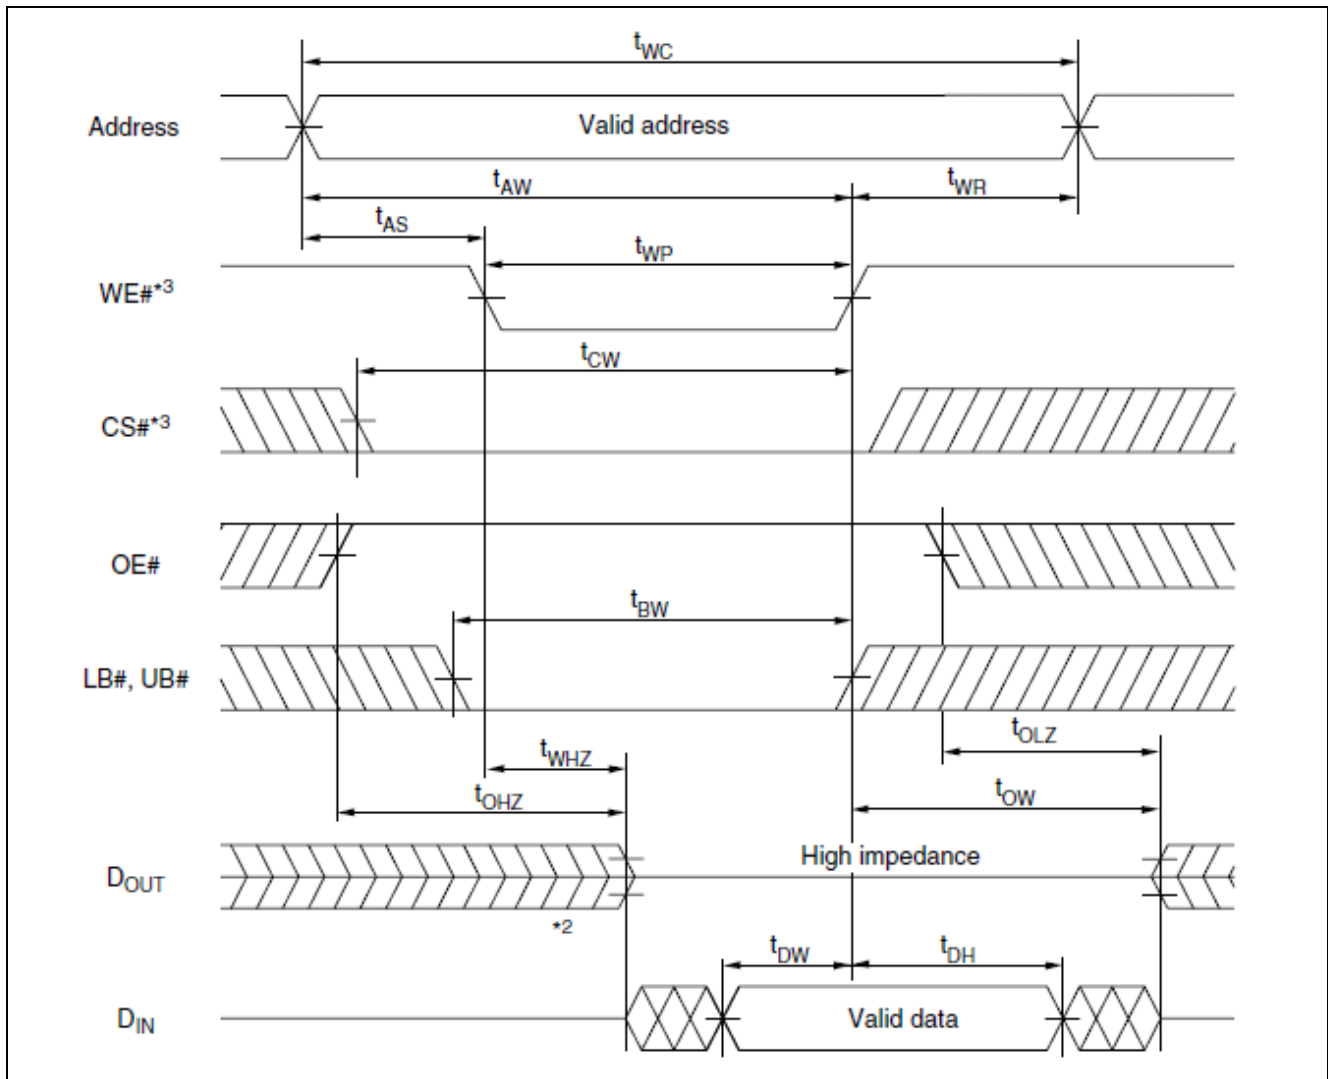 tWC
Address
Valid address
tAW
tWR
tAS
tWP
WE#*3
tCW
CS#*3
OE#
tBW
LB#, UB#
tOLZ
tWHZ
tOW
tOHZ
High impedance
DOUT
*2
tDW
tDH
DIN
Valid data